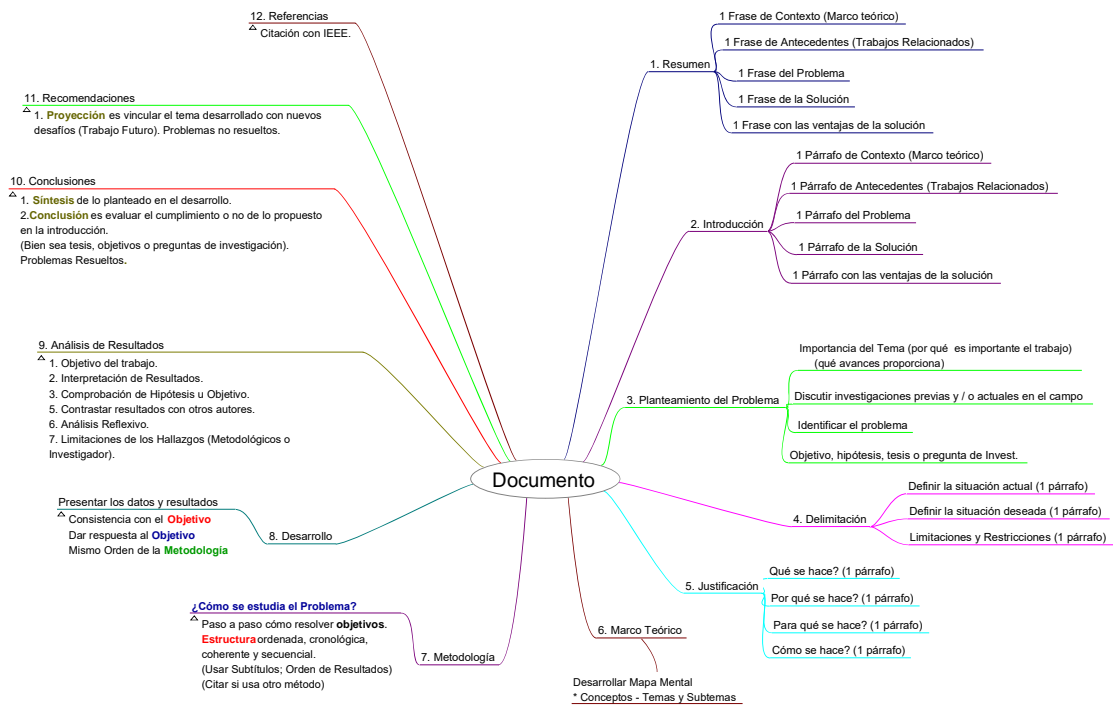 Documento
1. Resumen
1 Frase de Contexto (Marco teórico)
1 Frase de Antecedentes (Trabajos Relacionados)
1 Frase del Problema
1 Frase de la Solución
1 Frase con las ventajas de la solución
2. Introducción
1 Párrafo de Contexto (Marco teórico)
1 Párrafo de Antecedentes (Trabajos Relacionados)
1 Párrafo del Problema
1 Párrafo de la Solución
1 Párrafo con las ventajas de la solución
3. Planteamiento del Problema
Importancia del Tema (por qué es importante el trabajo)
(qué avances proporciona)
Discutir investigaciones previas y / o actuales en el campo
Identificar el problema
Objetivo, hipótesis, tesis o pregunta de Invest.
4. Delimitación
Definir la situación actual (1 párrafo)
Definir la situación deseada (1 párrafo)
Limitaciones y Restricciones (1 párrafo)
5. Justificación
Qué se hace? (1 párrafo)
Por qué se hace? (1 párrafo)
Para qué se hace? (1 párrafo)
Cómo se hace? (1 párrafo)
6. Marco Teórico
Desarrollar Mapa Mental
* Conceptos - Temas y Subtemas
7. Metodología
¿Cómo se estudia el Problema?
Paso a paso cómo resolver objetivos.
Estructura ordenada, cronológica,
coherente y secuencial.
(Usar Subtítulos; Orden de Resultados)
(Citar si usa otro método)
8. Desarrollo
Presentar los datos y resultados
Consistencia con el Objetivo
Dar respuesta al Objetivo
Mismo Orden de la Metodología
9. Análisis de Resultados
1. Objetivo del trabajo.
2. Interpretación de Resultados.
3. Comprobación de Hipótesis u Objetivo.
5. Contrastar resultados con otros autores.
6. Análisis Reflexivo.
7. Limitaciones de los Hallazgos (Metodológicos o
Investigador).
10. Conclusiones
1. Síntesis de lo planteado en el desarrollo.
2.Conclusión es evaluar el cumplimiento o no de lo propuesto
en la introducción.
(Bien sea tesis, objetivos o preguntas de investigación).
Problemas Resueltos.
11. Recomendaciones
1. Proyección es vincular el tema desarrollado con nuevos
desafíos (Trabajo Futuro). Problemas no resueltos.
12. Referencias
Citación con IEEE.